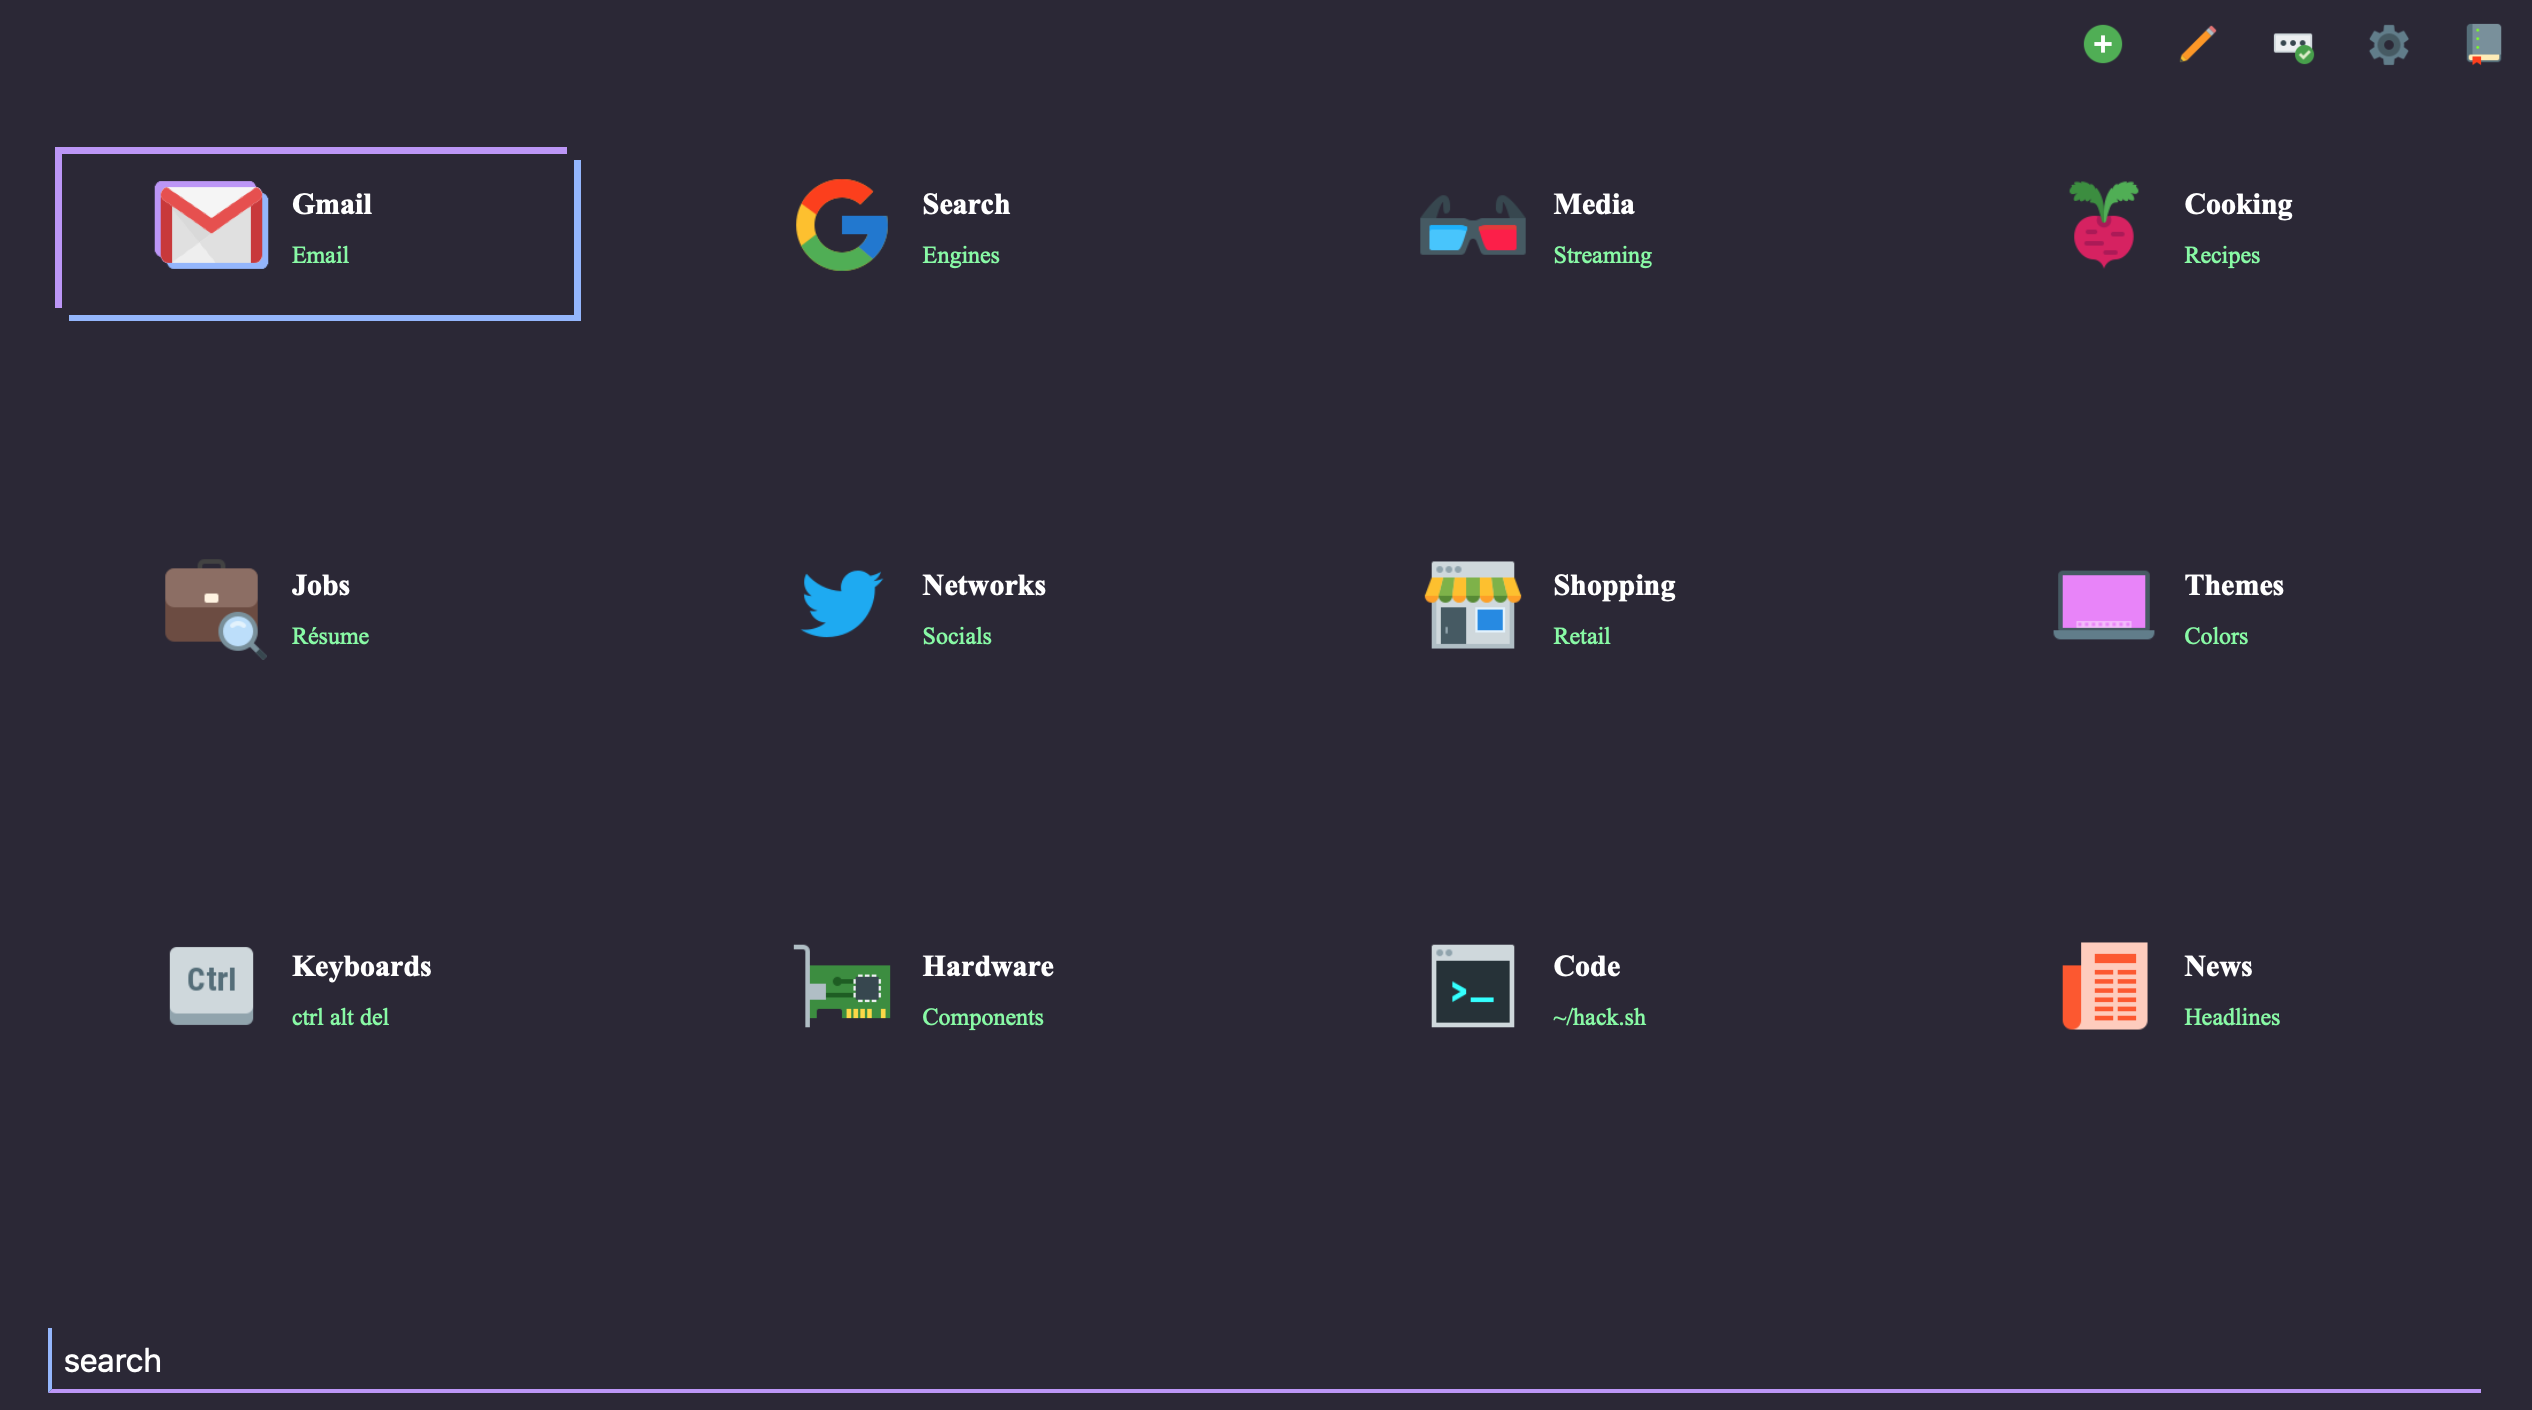 Gmail
Email
Search
Engines
Media
Streaming
Cooking
Recipes
Jobs
Résume
Networks
Socials
Shopping
Retail
Themes
Colors
Ctrl
Keyboards
ctrl alt del
Hardware
Components
>_
Code
~/hack.sh
News
Headlines
search